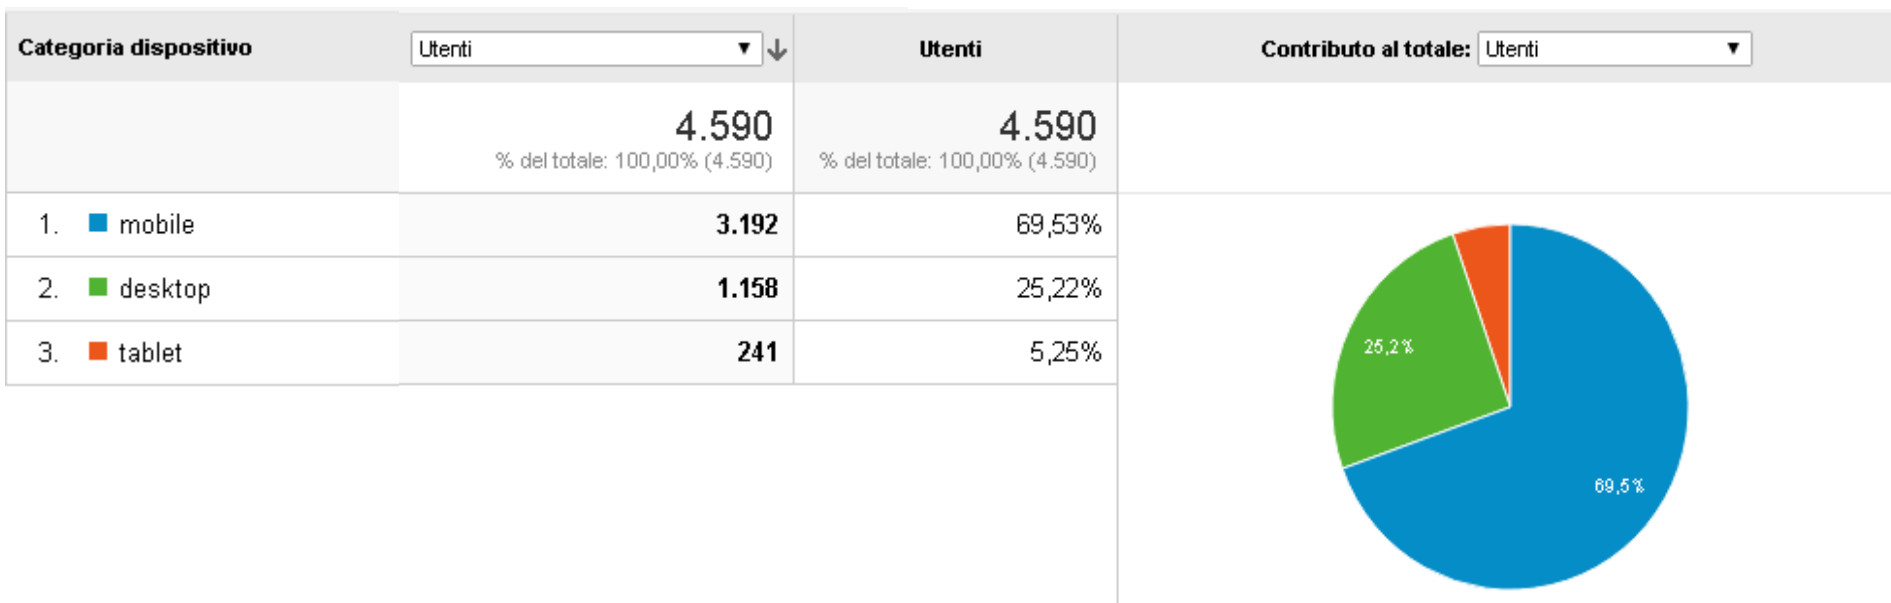 Categoria dispositivo Utenti Utenti Contributo al totale: Utenti
4.590 4.590
% del totale: 100,00% (4.590) % del totale: 100,00% (4.590)
1. mobile 3.192 69,53%
2. desktop 1.158 25,22%
3. tablet 241 5,25%
25,2%
69,5%